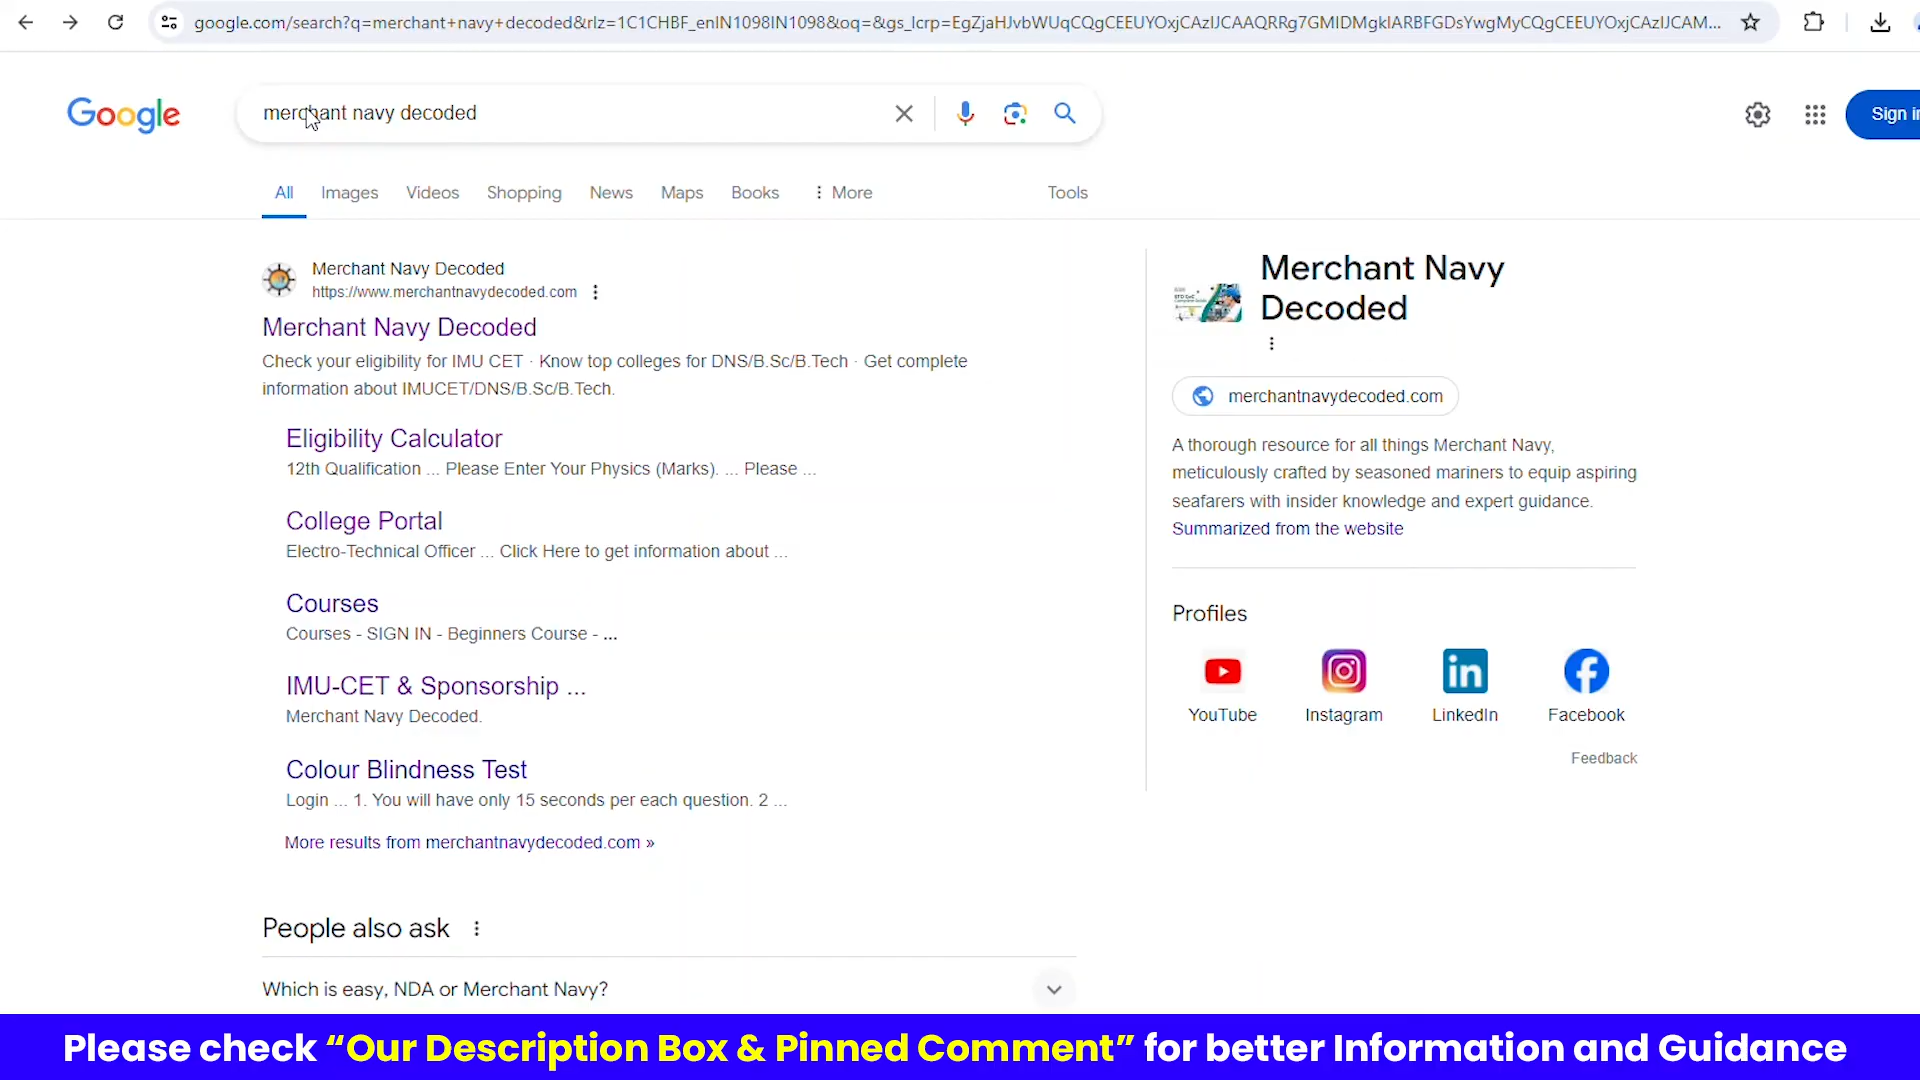 google.com/search?q=merchant+navy+decoded&rlz=1C1CHBF_enIN1098IN1098&oq=&gs_lcrp=EgZjaHJvbWUqCQgCEEUYOxjCAzIJCAAQRRg7GMIDMgkIARBFGDsYwgMyCQgCEEUYOxjCAzIJCAM...
Google
merchant navy decoded
Sign in
All Images Videos Shopping News Maps Books More Tools
Merchant Navy Decoded
https://www.merchantnavydecoded.com
Merchant Navy Decoded
Check your eligibility for IMU CET · Know top colleges for DNS/B.Sc/B.Tech · Get complete
information about IMUCET/DNS/B.Sc/B.Tech.
Eligibility Calculator
12th Qualification ... Please Enter Your Physics (Marks). ... Please ...
College Portal
Electro-Technical Officer ... Click Here to get information about ...
Courses
Courses - SIGN IN - Beginners Course - ...
IMU-CET & Sponsorship ...
Merchant Navy Decoded.
Colour Blindness Test
Login ... 1. You will have only 15 seconds per each question. 2 ...
More results from merchantnavydecoded.com »
People also ask
Which is easy, NDA or Merchant Navy?
Merchant Navy
Decoded
merchantnavydecoded.com
A thorough resource for all things Merchant Navy,
meticulously crafted by seasoned mariners to equip aspiring
seafarers with insider knowledge and expert guidance.
Summarized from the website
Profiles
YouTube Instagram LinkedIn Facebook
Feedback
Please check “Our Description Box & Pinned Comment” for better Information and Guidance